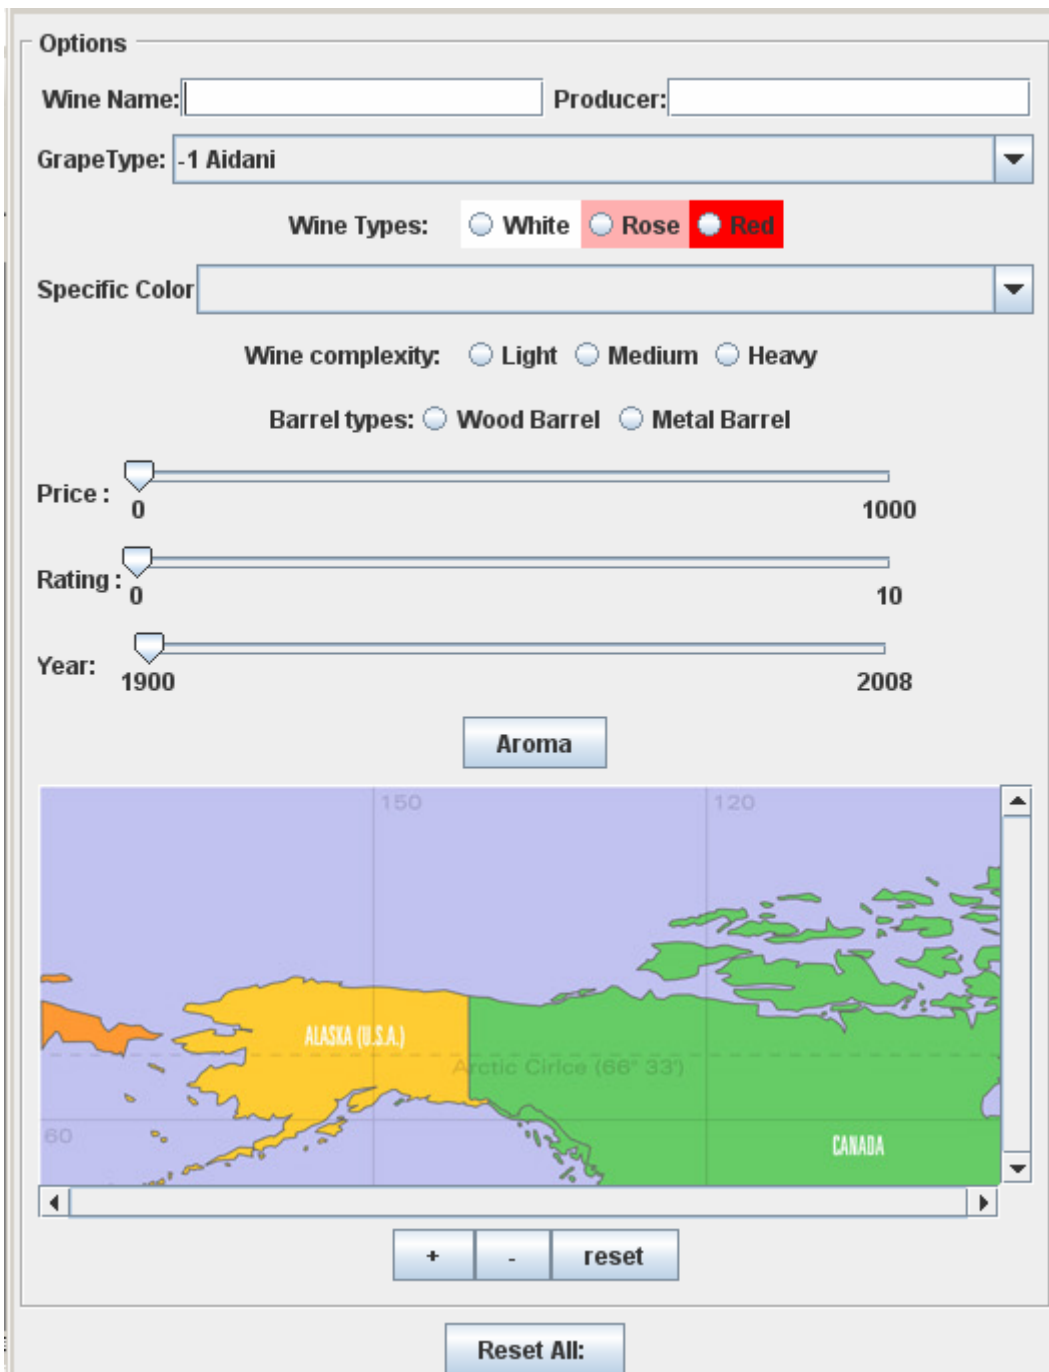 Options
Wine Name: Producer:
GrapeType: -1 Aidani
Wine Types: White Rose Red
Specific Color
Wine complexity: Light Medium Heavy
Barrel types: Wood Barrel Metal Barrel
Price :
0 1000
Rating :
0 10
Year:
1900 2008
Aroma
150 120
ALASKA (U.S.A.)
Arctic Cirlce (66° 33')
60
CANADA
+ - reset
Reset All: